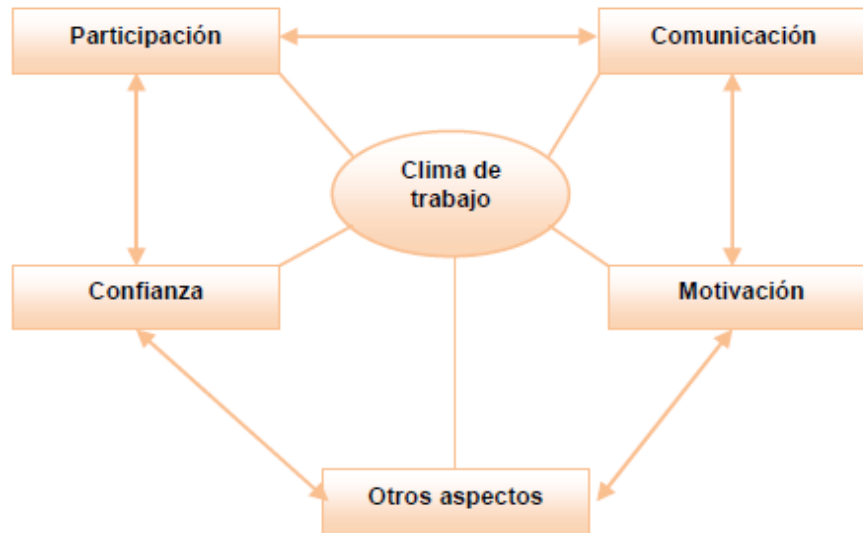 Participación
Comunicación
Clima de
trabajo
Confianza
Motivación
Otros aspectos